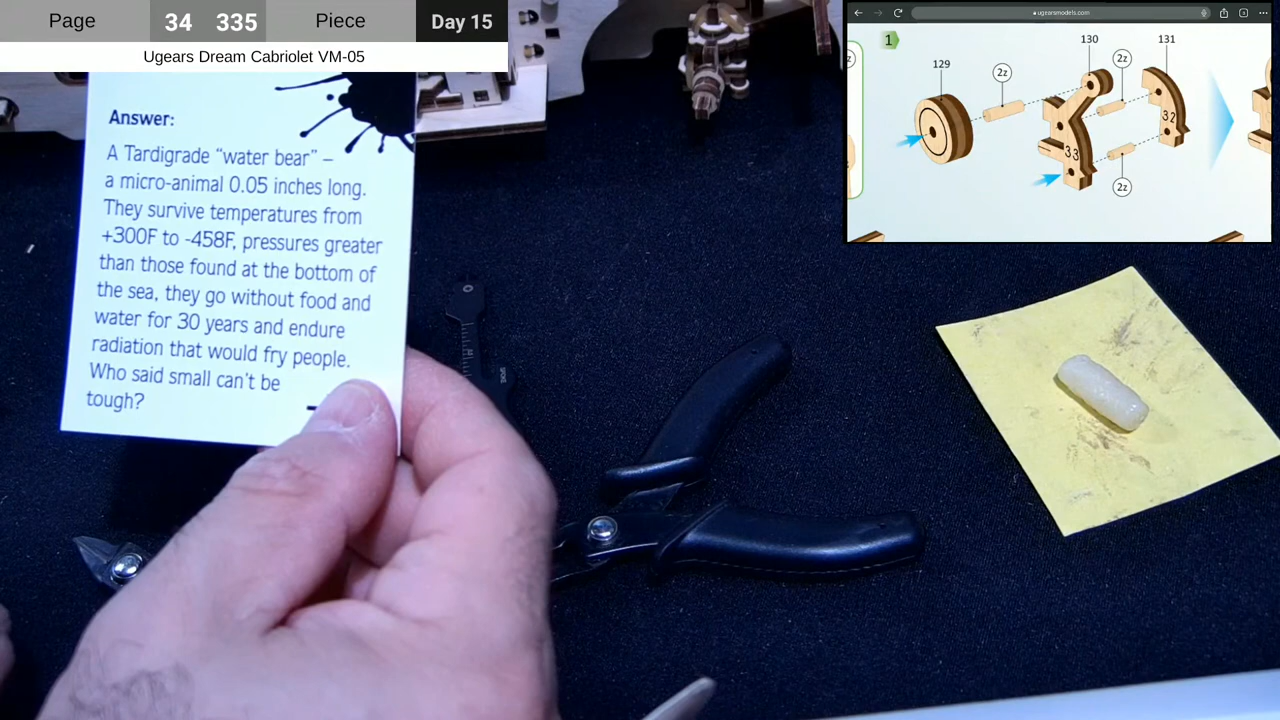 Page 34 335 Piece Day 15
Ugears Dream Cabriolet VM-05
Answer:
A Tardigrade “water bear” –
a micro-animal 0.05 inches long.
They survive temperatures from
+300F to -458F, pressures greater
than those found at the bottom of
the sea, they go without food and
water for 30 years and endure
radiation that would fry people.
Who said small can't be
tough?
ugearsmodels.com
1
129
2z
130
2z
131
32
33
2z